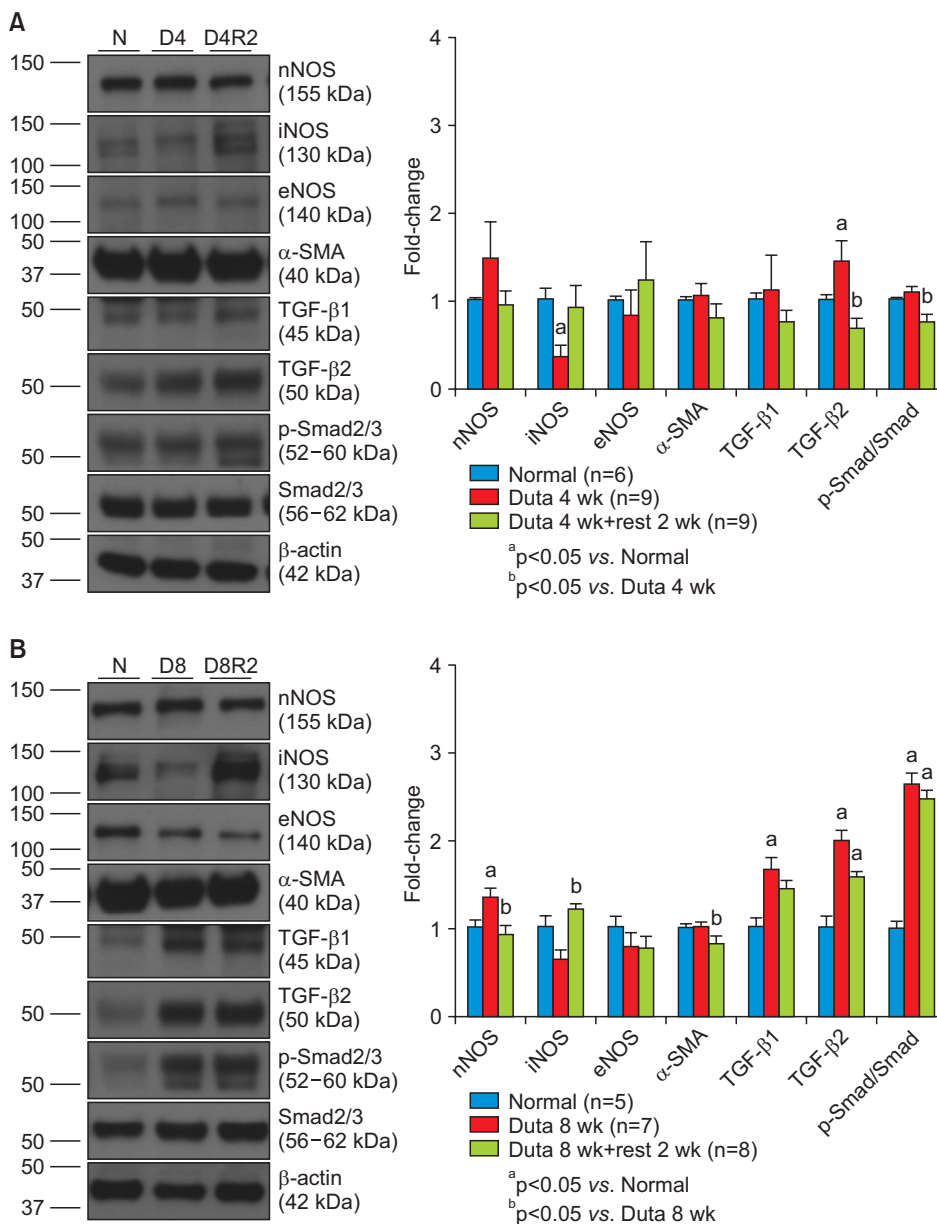 A
N D4 D4R2
150
nNOS
(155 kDa)
150
100
iNOS
(130 kDa)
150
100
eNOS
(140 kDa)
50
37
α-SMA
(40 kDa)
50
TGF-β1
(45 kDa)
50
TGF-β2
(50 kDa)
50
p-Smad2/3
(52–60 kDa)
50
Smad2/3
(56–62 kDa)
50
37
β-actin
(42 kDa)
Fold-change
4
3
2
1
0
a
a
b
b
nNOS
iNOS
eNOS
α-SMA
TGF-β1
TGF-β2
p-Smad/Smad
Normal (n=6)
Duta 4 wk (n=9)
Duta 4 wk+rest 2 wk (n=9)
ap<0.05 vs. Normal
bp<0.05 vs. Duta 4 wk
B
N D8 D8R2
150
nNOS
(155 kDa)
150
100
iNOS
(130 kDa)
150
100
eNOS
(140 kDa)
50
37
α-SMA
(40 kDa)
50
TGF-β1
(45 kDa)
50
TGF-β2
(50 kDa)
50
p-Smad2/3
(52–60 kDa)
50
Smad2/3
(56–62 kDa)
50
37
β-actin
(42 kDa)
Fold-change
4
3
2
1
0
a
b
b
b
a
a
a
a
a
nNOS
iNOS
eNOS
α-SMA
TGF-β1
TGF-β2
p-Smad/Smad
Normal (n=5)
Duta 8 wk (n=7)
Duta 8 wk+rest 2 wk (n=8)
ap<0.05 vs. Normal
bp<0.05 vs. Duta 8 wk